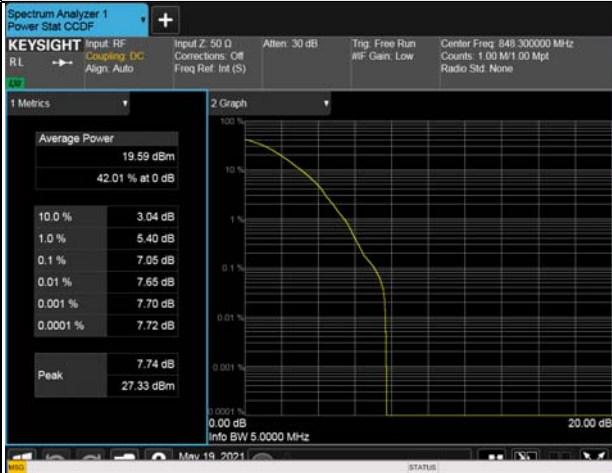 Spectrum Analyzer 1
Power Stat CCDF
+
KEYSIGHT
RL
LXI
Input: RF
Coupling: DC
Align: Auto
Input Z: 50 Ω
Corrections: Off
Freq Ref: Int (S)
Atten: 30 dB
Trig: Free Run
#IF Gain: Low
Center Freq: 848.300000 MHz
Counts: 1.00 M/1.00 Mpt
Radio Std: None
1 Metrics
Average Power
19.59 dBm
42.01 % at 0 dB
10.0 % 3.04 dB
1.0 % 5.40 dB
0.1 % 7.05 dB
0.01 % 7.65 dB
0.001 % 7.70 dB
0.0001 % 7.72 dB
Peak
7.74 dB
27.33 dBm
2 Graph
100 %
10 %
1 %
0.1 %
0.01 %
0.001 %
0.0001 %
0.00 dB
20.00 dB
Info BW 5.0000 MHz
May 19, 2021
MSG
STATUS